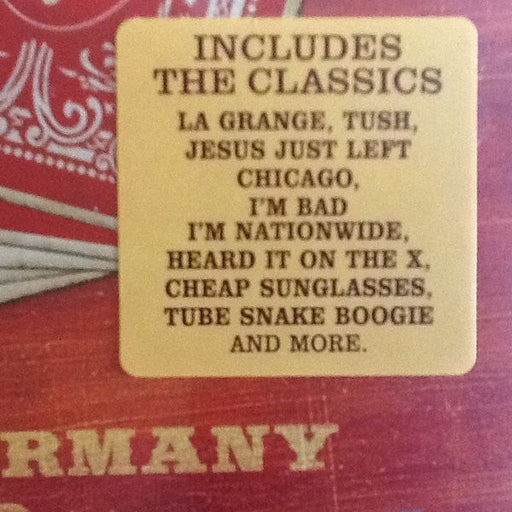 INCLUDES
THE CLASSICS
LA GRANGE, TUSH,
JESUS JUST LEFT
CHICAGO,
I'M BAD
I'M NATIONWIDE,
HEARD IT ON THE X,
CHEAP SUNGLASSES,
TUBE SNAKE BOOGIE
AND MORE.
RMANY